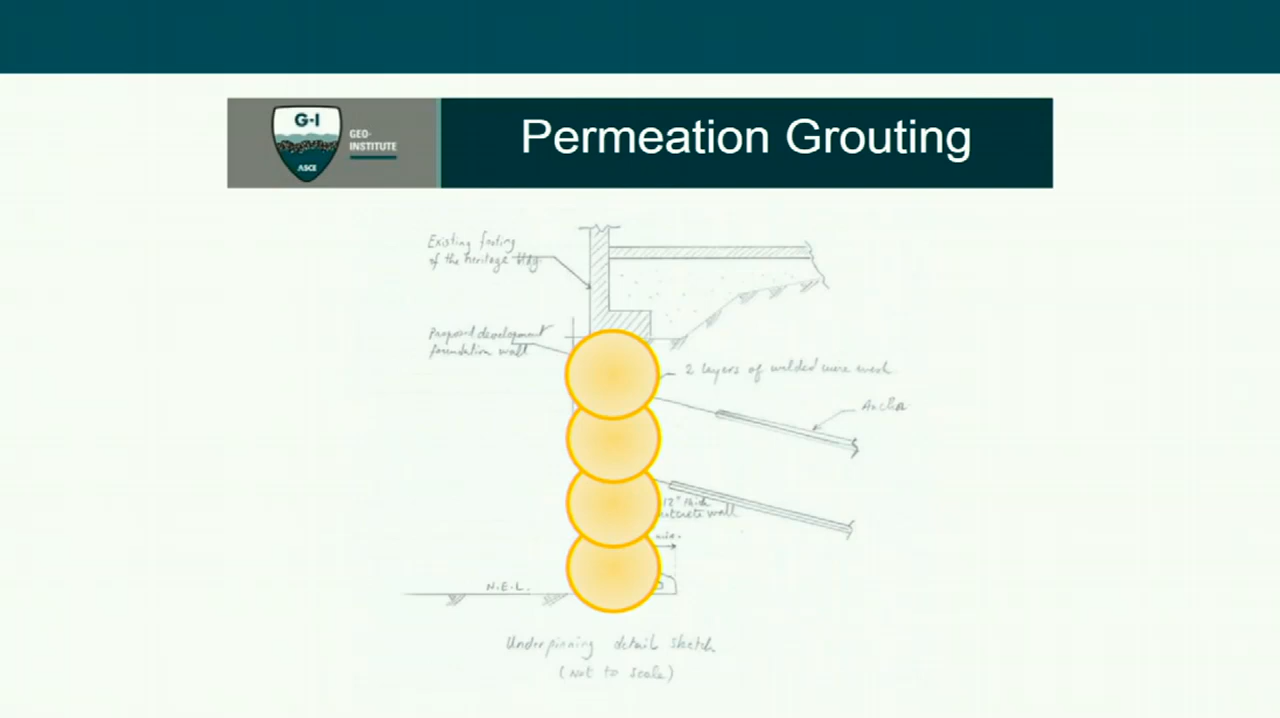 G-I
GEO-
INSTITUTE
ASCE
Permeation Grouting
Existing footing
of the heritage bldg.
Proposed development
foundation wall
2 layers of welded wire mesh
Anchor
12" thick
wall
N.E.L.
Underpinning detail sketch
(Not to scale)